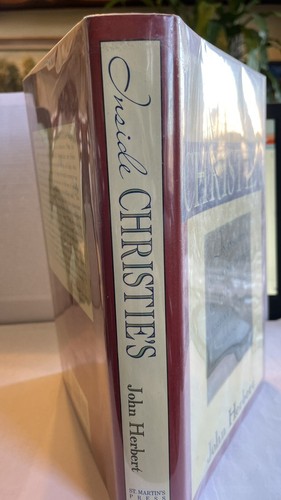 Inside CHRISTIE'S
John Herbert
ST. MARTIN'S
PRESS
CHRISTIE
John Herbert